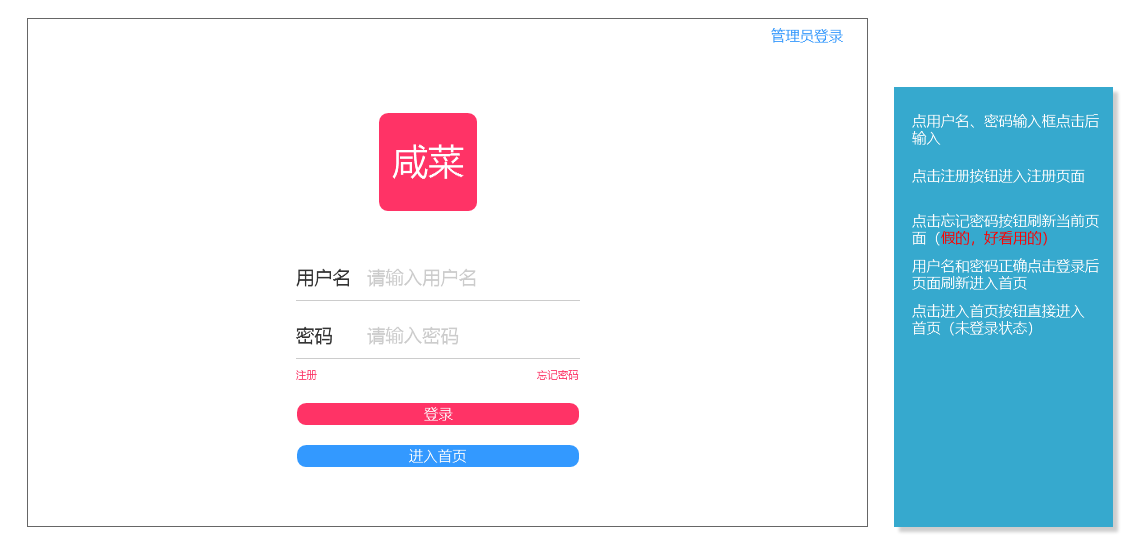 管理员登录
咸菜
用户名 请输入用户名
密码 请输入密码
注册 忘记密码
登录
进入首页
点用户名、密码输入框点击后
输入
点击注册按钮进入注册页面
点击忘记密码按钮刷新当前页
面（假的，好看用的）
用户名和密码正确点击登录后
页面刷新进入首页
点击进入首页按钮直接进入
首页（未登录状态）